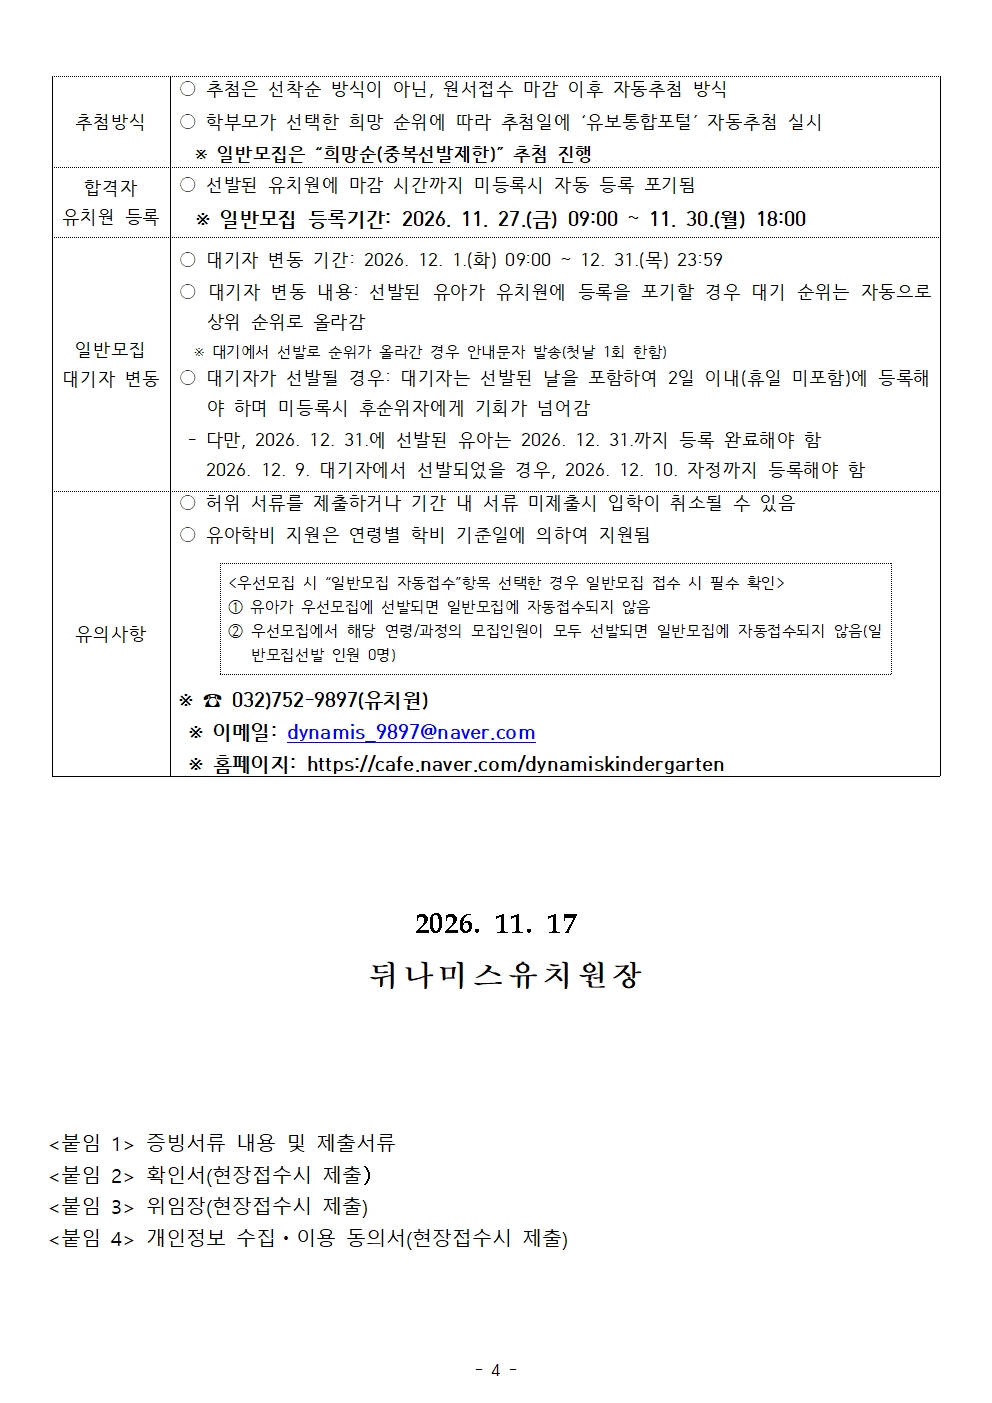 추첨방식
○ 추첨은 선착순 방식이 아닌, 원서접수 마감 이후 자동추첨 방식
○ 학부모가 선택한 희망 순위에 따라 추첨일에 ‘유보통합포털’ 자동추첨 실시
※ 일반모집은 “희망순(중복선발제한)” 추첨 진행
합격자
유치원 등록
○ 선발된 유치원에 마감 시간까지 미등록시 자동 등록 포기됨
※ 일반모집 등록기간: 2026. 11. 27.(금) 09:00 ~ 11. 30.(월) 18:00
일반모집
대기자 변동
○ 대기자 변동 기간: 2026. 12. 1.(화) 09:00 ~ 12. 31.(목) 23:59
○ 대기자 변동 내용: 선발된 유아가 유치원에 등록을 포기할 경우 대기 순위는 자동으로
상위 순위로 올라감
※ 대기에서 선발로 순위가 올라간 경우 안내문자 발송(첫날 1회 한함)
○ 대기자가 선발될 경우: 대기자는 선발된 날을 포함하여 2일 이내(휴일 미포함)에 등록해
야 하며 미등록시 후순위자에게 기회가 넘어감
- 다만, 2026. 12. 31.에 선발된 유아는 2026. 12. 31.까지 등록 완료해야 함
2026. 12. 9. 대기자에서 선발되었을 경우, 2026. 12. 10. 자정까지 등록해야 함
유의사항
○ 허위 서류를 제출하거나 기간 내 서류 미제출시 입학이 취소될 수 있음
○ 유아학비 지원은 연령별 학비 기준일에 의하여 지원됨
<우선모집 시 “일반모집 자동접수”항목 선택한 경우 일반모집 접수 시 필수 확인>
① 유아가 우선모집에 선발되면 일반모집에 자동접수되지 않음
② 우선모집에서 해당 연령/과정의 모집인원이 모두 선발되면 일반모집에 자동접수되지 않음(일
반모집선발 인원 0명)
※ ☎ 032)752-9897(유치원)
※ 이메일: dynamis_9897@naver.com
※ 홈페이지: https://cafe.naver.com/dynamiskindergarten
2026. 11. 17
뒤나미스유치원장
<붙임 1> 증빙서류 내용 및 제출서류
<붙임 2> 확인서(현장접수시 제출)
<붙임 3> 위임장(현장접수시 제출)
<붙임 4> 개인정보 수집·이용 동의서(현장접수시 제출)
- 4 -